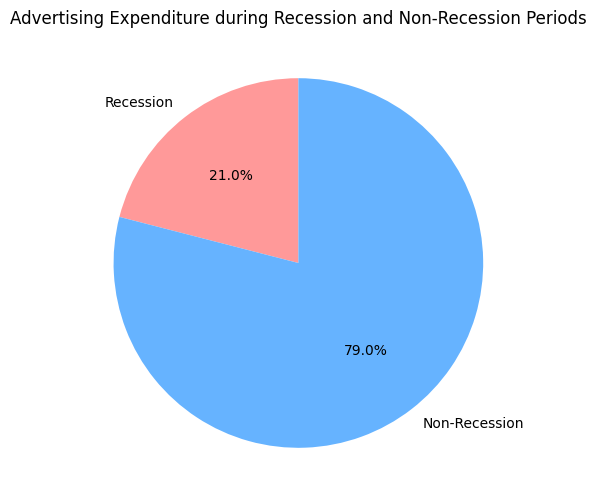 Advertising Expenditure during Recession and Non-Recession Periods
Recession
21.0%
79.0%
Non-Recession